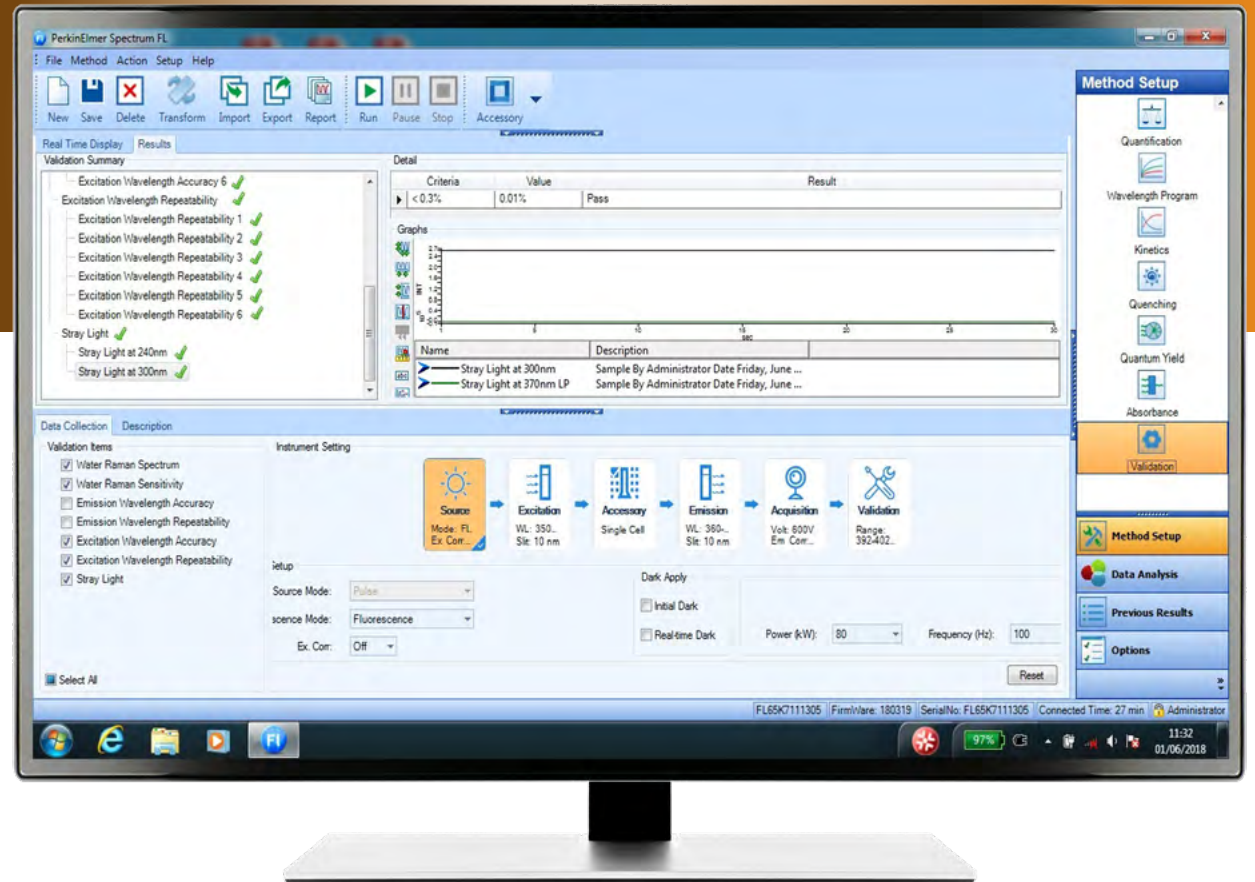 PerkinElmer Spectrum FL
File Method Action Setup Help
New Save Delete Transform Import Export Report Run Pause Stop Accessory
Real Time Display Results
Validation Summary
Excitation Wavelength Accuracy 6
Excitation Wavelength Repeatability
Excitation Wavelength Repeatability 1
Excitation Wavelength Repeatability 2
Excitation Wavelength Repeatability 3
Excitation Wavelength Repeatability 4
Excitation Wavelength Repeatability 5
Excitation Wavelength Repeatability 6
Stray Light
Stray Light at 240nm
Stray Light at 300nm
Detail
Criteria Value Result
<0.3% 0.01% Pass
Graphs
INT
5 10 15 20 25 30
sec
Name Description
Stray Light at 300nm Sample By Administrator Date Friday, June ...
Stray Light at 370nm LP Sample By Administrator Date Friday, June ...
Data Collection Description
Validation Items
Water Raman Spectrum
Water Raman Sensitivity
Emission Wavelength Accuracy
Emission Wavelength Repeatability
Excitation Wavelength Accuracy
Excitation Wavelength Repeatability
Stray Light
Select All
Instrument Setting
Source
Mode: FL.
Ex Corr...
Excitation
WL: 350..
Slit: 10 nm
Accessory
Single Cell
Emission
WL: 360-..
Slit: 10 nm
Acquisition
Volt: 600V
Em Corr...
Validation
Range:
392-402..
etup
Source Mode: Pulse
scence Mode: Fluorescence
Ex. Corr: Off
Dark Apply
Initial Dark
Real-time Dark
Power (kW): 80
Frequency (Hz): 100
Reset
Method Setup
Quantification
Wavelength Program
Kinetics
Quenching
Quantum Yield
Absorbance
Validation
Method Setup
Data Analysis
Previous Results
Options
FL65K7111305 FirmWare: 180319 SerialNo: FL65K7111305 Connected Time: 27 min Administrator
Fl
97%
11:32
01/06/2018